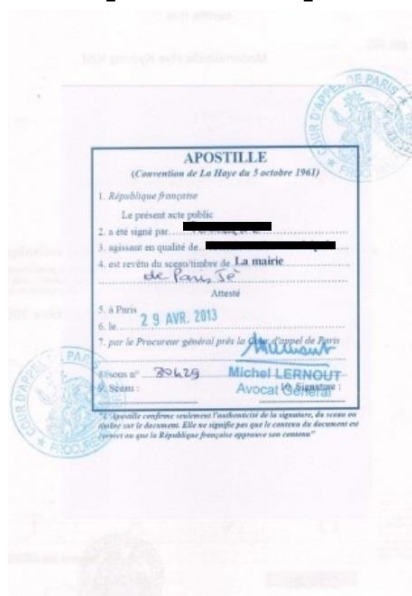 APOSTILLE
(Convention de La Haye du 5 octobre 1961)
1. République française
Le présent acte public
2. a été signé par
3. agissant en qualité de
4. est revêtu du sceau/timbre de La mairie
de Paris 5è
Attesté
5. à Paris
6. le 29 AVR. 2013
7. par le Procureur général près la Cour d'appel de Paris
8. sous n° 30429
Michel LERNOUT
9. Sceau : 10. Signature :
Avocat Général
"L'Apostille confirme seulement l'authenticité de la signature, du sceau ou
timbre sur le document. Elle ne signifie pas que le contenu du document est
correct ou que la République française approuve son contenu"
COUR D'APPEL DE PARIS